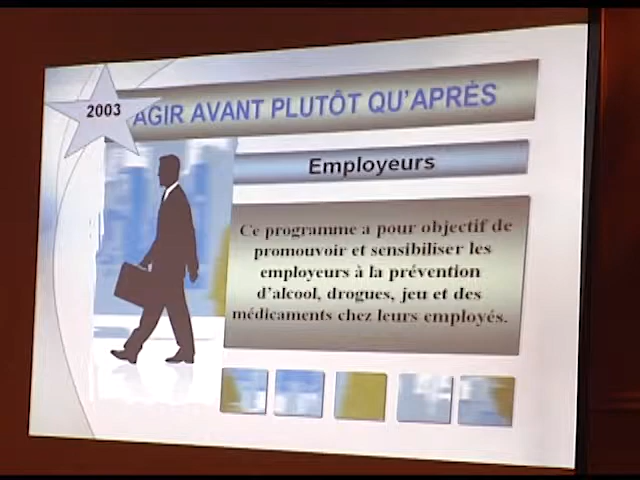 2003
AGIR AVANT PLUTÔT QU'APRÈS
Employeurs
Ce programme a pour objectif de
promouvoir et sensibiliser les
employeurs à la prévention
d'alcool, drogues, jeu et des
médicaments chez leurs employés.